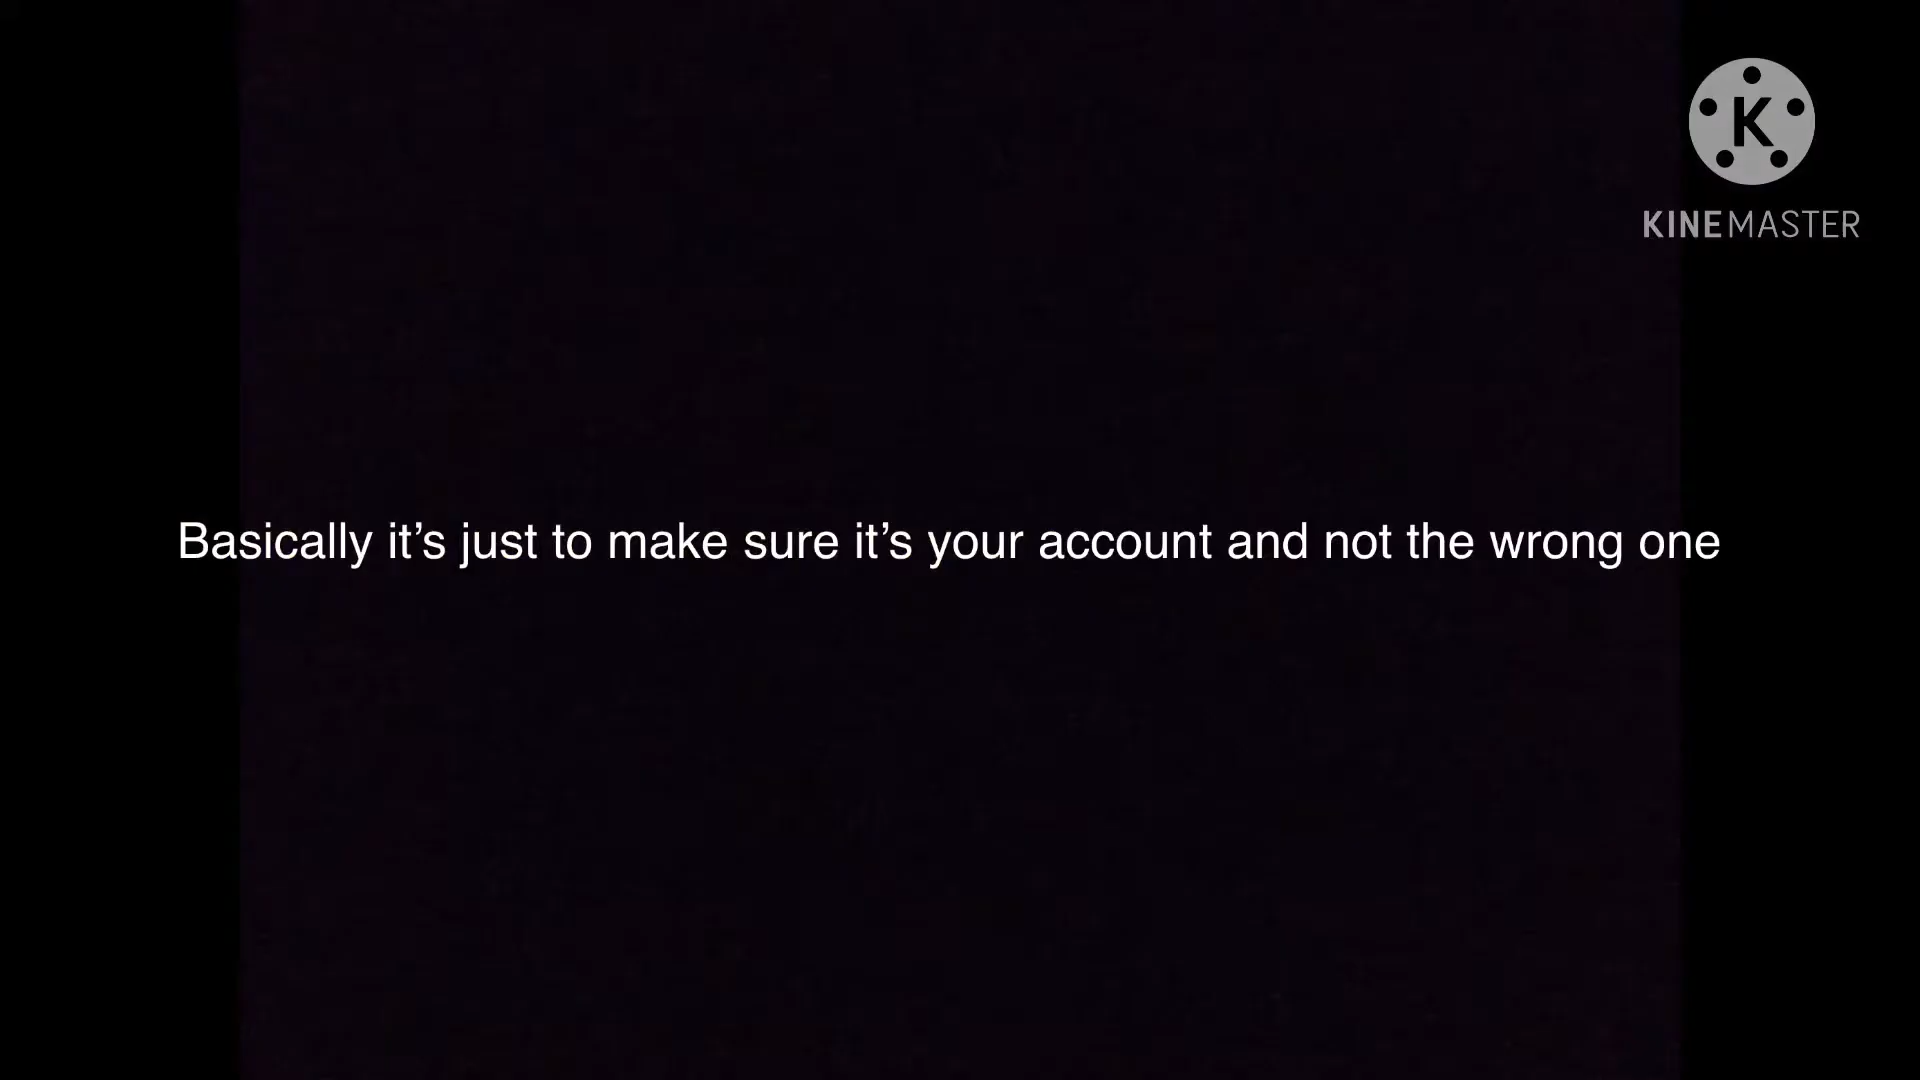 K
KINEMASTER
Basically it’s just to make sure it’s your account and not the wrong one